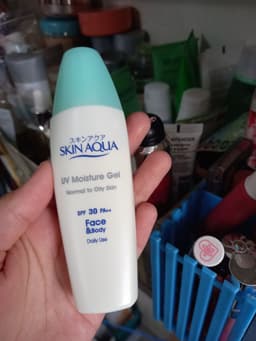 スキンアクア
SKIN AQUA
UV Moisture Gel
Normal to Oily Skin
SPF 30 PA++
Face
&Body
Daily Use